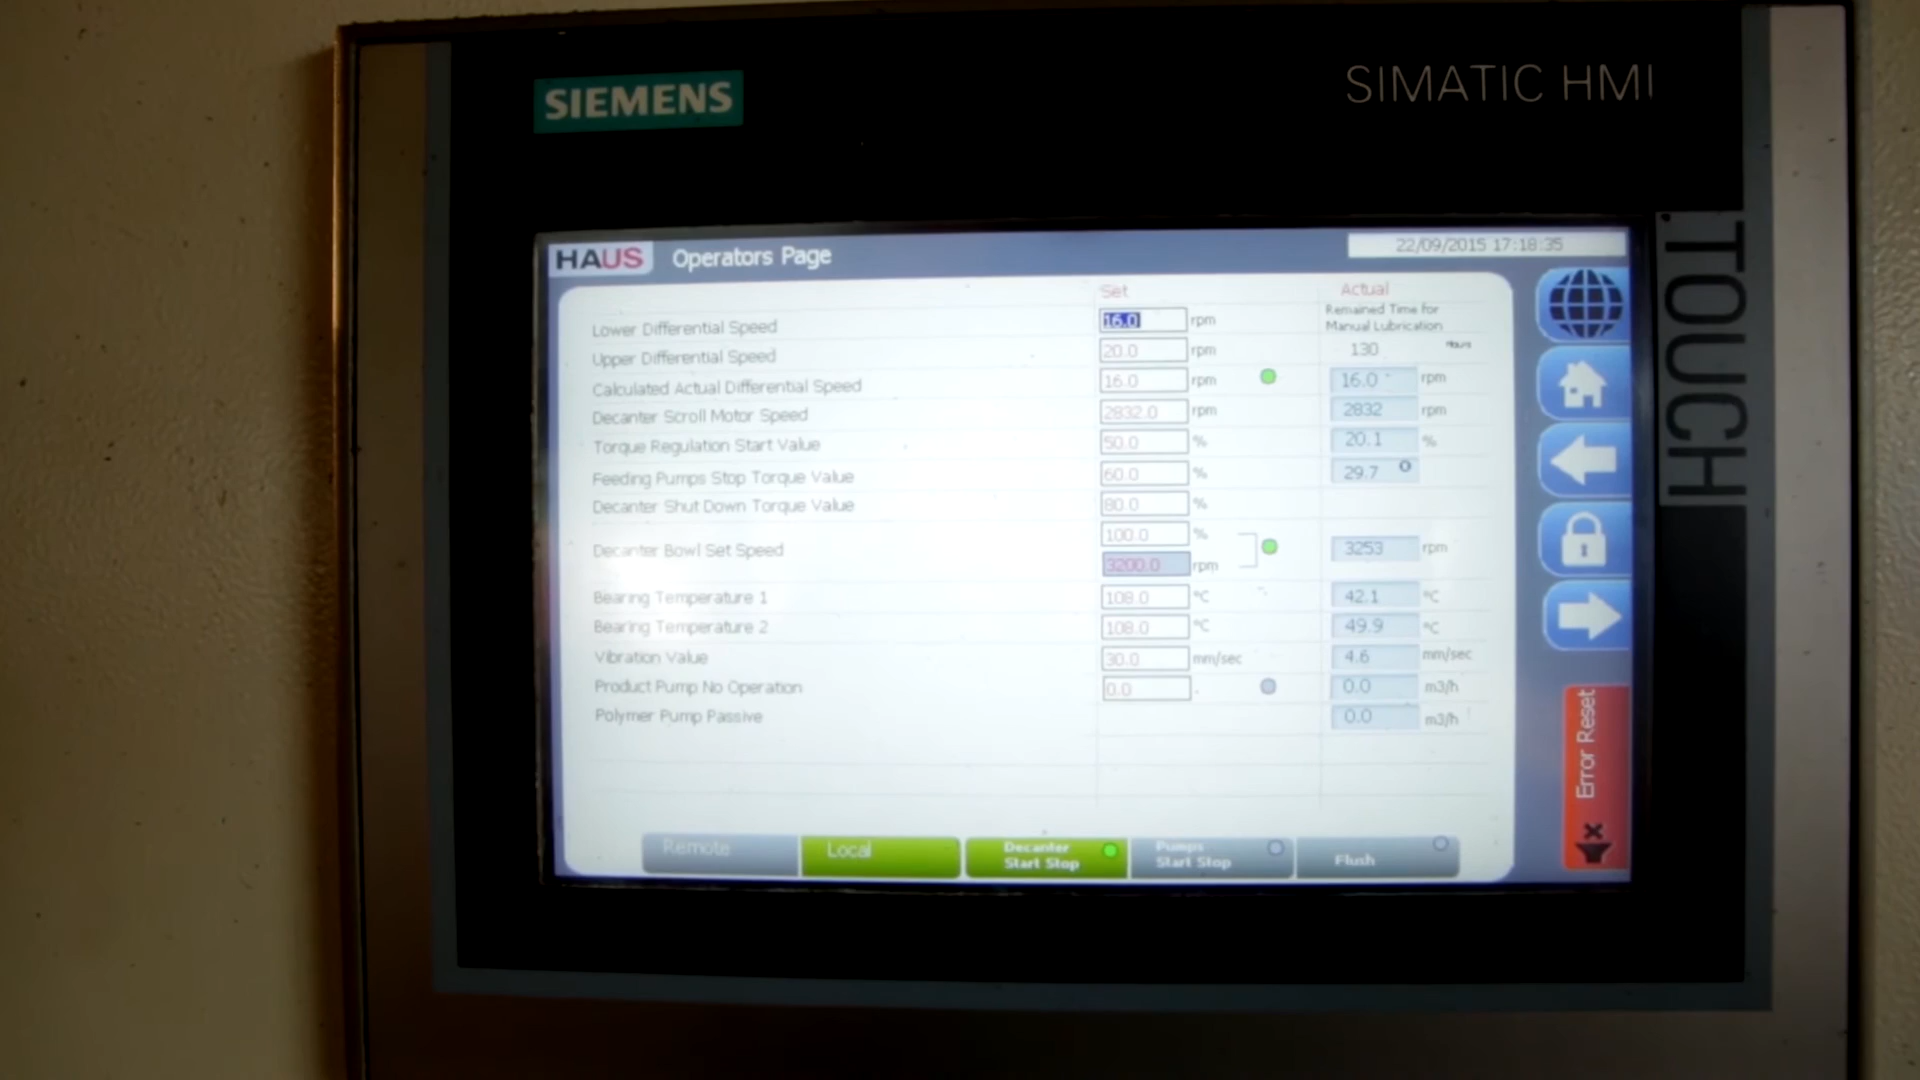 SIEMENS
SIMATIC HMI
TOUCH
HAUS Operators Page 22/09/2015 17:18:35
Set Actual
Lower Differential Speed 16.0 rpm Remained Time for
Manual Lubrication
Upper Differential Speed 20.0 rpm 130 Hours
Calculated Actual Differential Speed 16.0 rpm 16.0 rpm
Decanter Scroll Motor Speed 2832.0 rpm 2832 rpm
Torque Regulation Start Value 50.0 % 20.1 %
Feeding Pumps Stop Torque Value 60.0 % 29.7
Decanter Shut Down Torque Value 80.0 %
100.0 %
Decanter Bowl Set Speed 3253 rpm
3200.0 rpm
Bearing Temperature 1 108.0 °C 42.1 °C
Bearing Temperature 2 108.0 °C 49.9 °C
Vibration Value 30.0 mm/sec 4.6 mm/sec
Product Pump No Operation 0.0 . 0.0 m3/h
Polymer Pump Passive 0.0 m3/h
Error Reset
Remote
Local
Decanter
Start Stop
Pumps
Start Stop
Flush